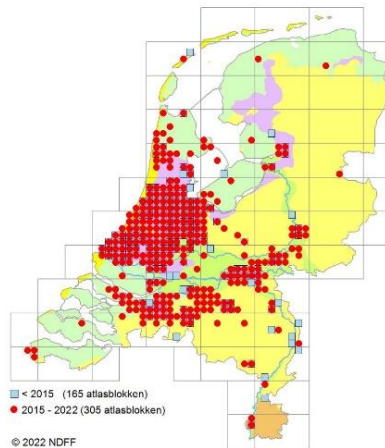 < 2015 (165 atlasblokken)
2015 - 2022 (305 atlasblokken)
© 2022 NDFF